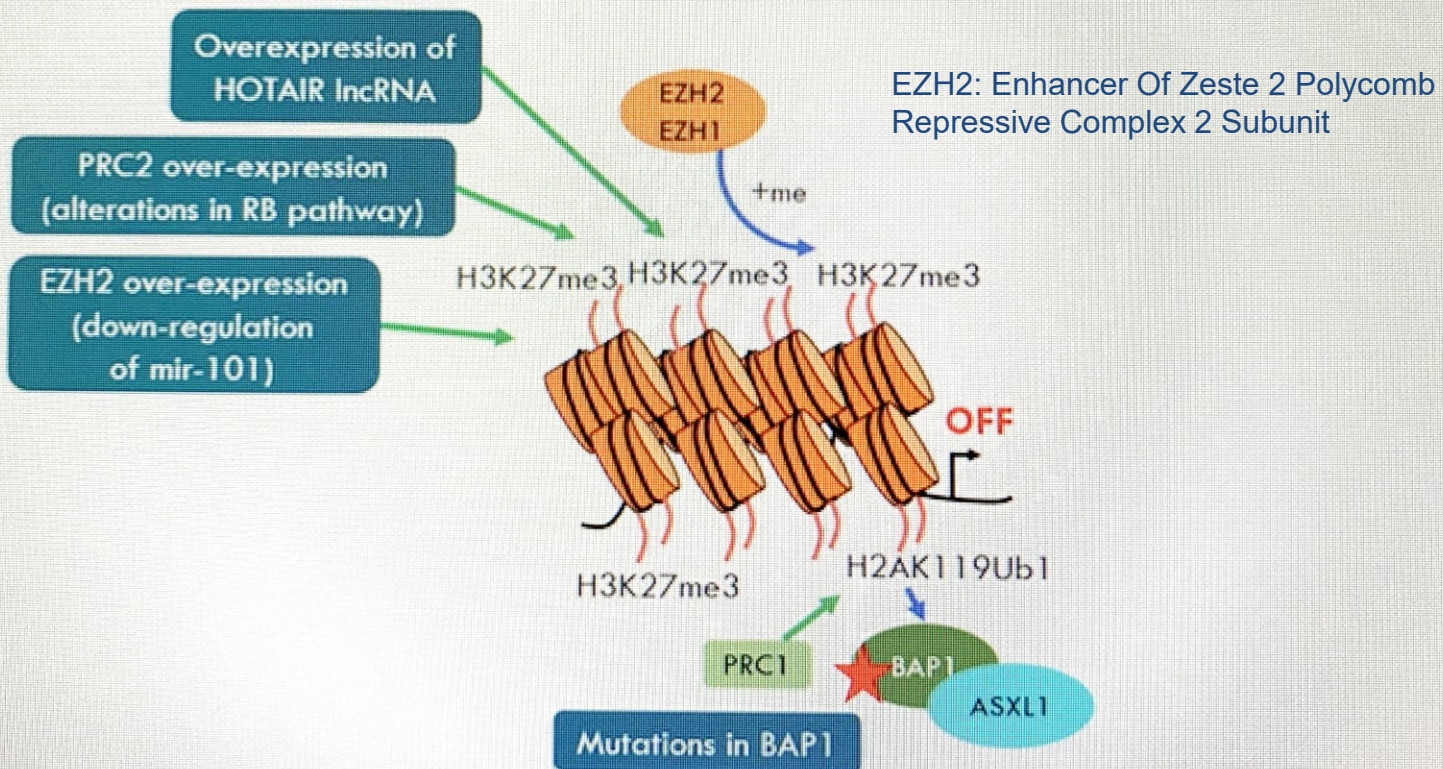 Overexpression of
HOTAIR lncRNA
EZH2
EZH1
EZH2: Enhancer Of Zeste 2 Polycomb
Repressive Complex 2 Subunit
PRC2 over-expression
(alterations in RB pathway)
+me
EZH2 over-expression
(down-regulation
of mir-101)
H3K27me3 H3K27me3 H3K27me3
OFF
H3K27me3
H2AK119Ub1
PRC1
BAP1
ASXL1
Mutations in BAP1